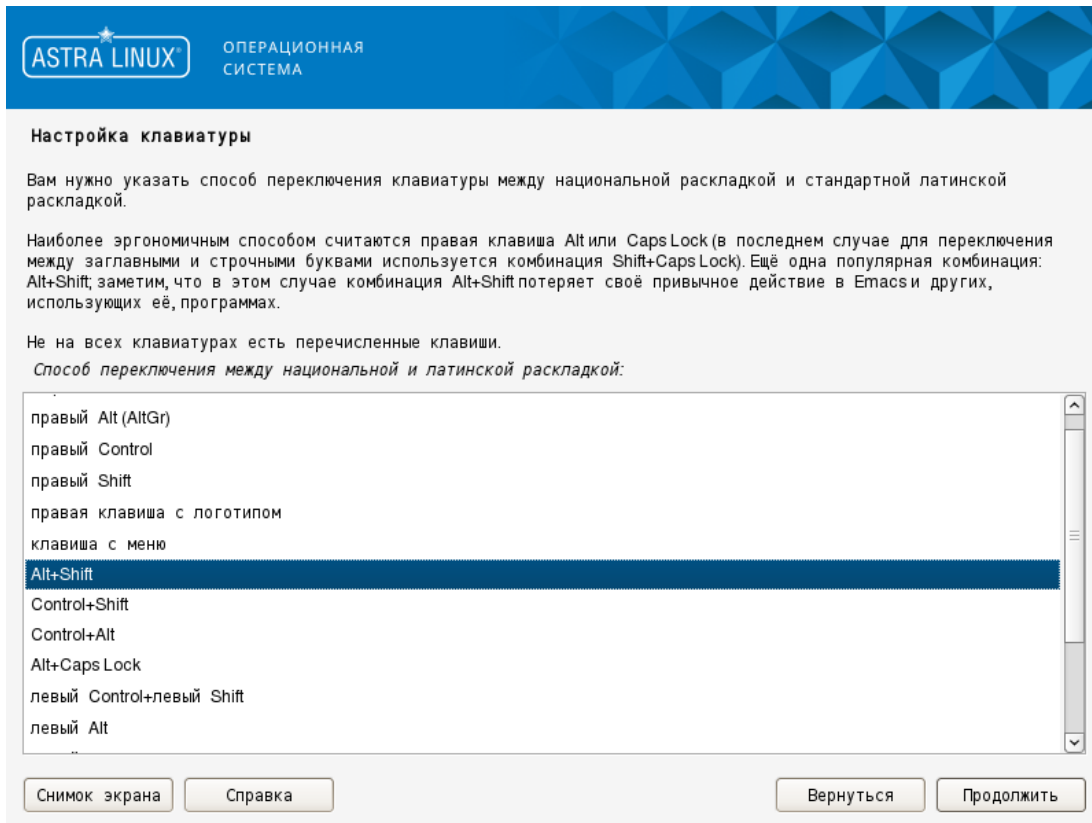 ASTRA LINUX®
ОПЕРАЦИОННАЯ
СИСТЕМА
Настройка клавиатуры
Вам нужно указать способ переключения клавиатуры между национальной раскладкой и стандартной латинской
раскладкой.
Наиболее эргономичным способом считаются правая клавиша Alt или Caps Lock (в последнем случае для переключения
между заглавными и строчными буквами используется комбинация Shift+Caps Lock). Ещё одна популярная комбинация:
Alt+Shift; заметим, что в этом случае комбинация Alt+Shift потеряет своё привычное действие в Emacs и других,
использующих её, программах.
Не на всех клавиатурах есть перечисленные клавиши.
Способ переключения между национальной и латинской раскладкой:
правый Alt (AltGr)
правый Control
правый Shift
правая клавиша с логотипом
клавиша с меню
Alt+Shift
Control+Shift
Control+Alt
Alt+Caps Lock
левый Control+левый Shift
левый Alt
Снимок экрана
Справка
Вернуться
Продолжить